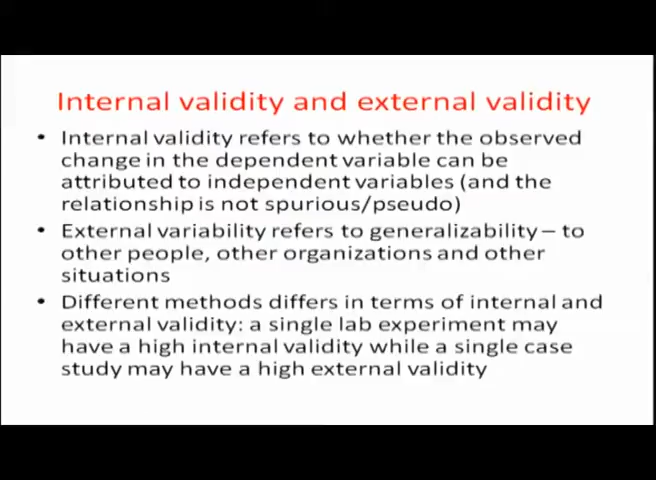 Internal validity and external validity
• Internal validity refers to whether the observed
change in the dependent variable can be
attributed to independent variables (and the
relationship is not spurious/pseudo)
• External variability refers to generalizability – to
other people, other organizations and other
situations
• Different methods differs in terms of internal and
external validity: a single lab experiment may
have a high internal validity while a single case
study may have a high external validity